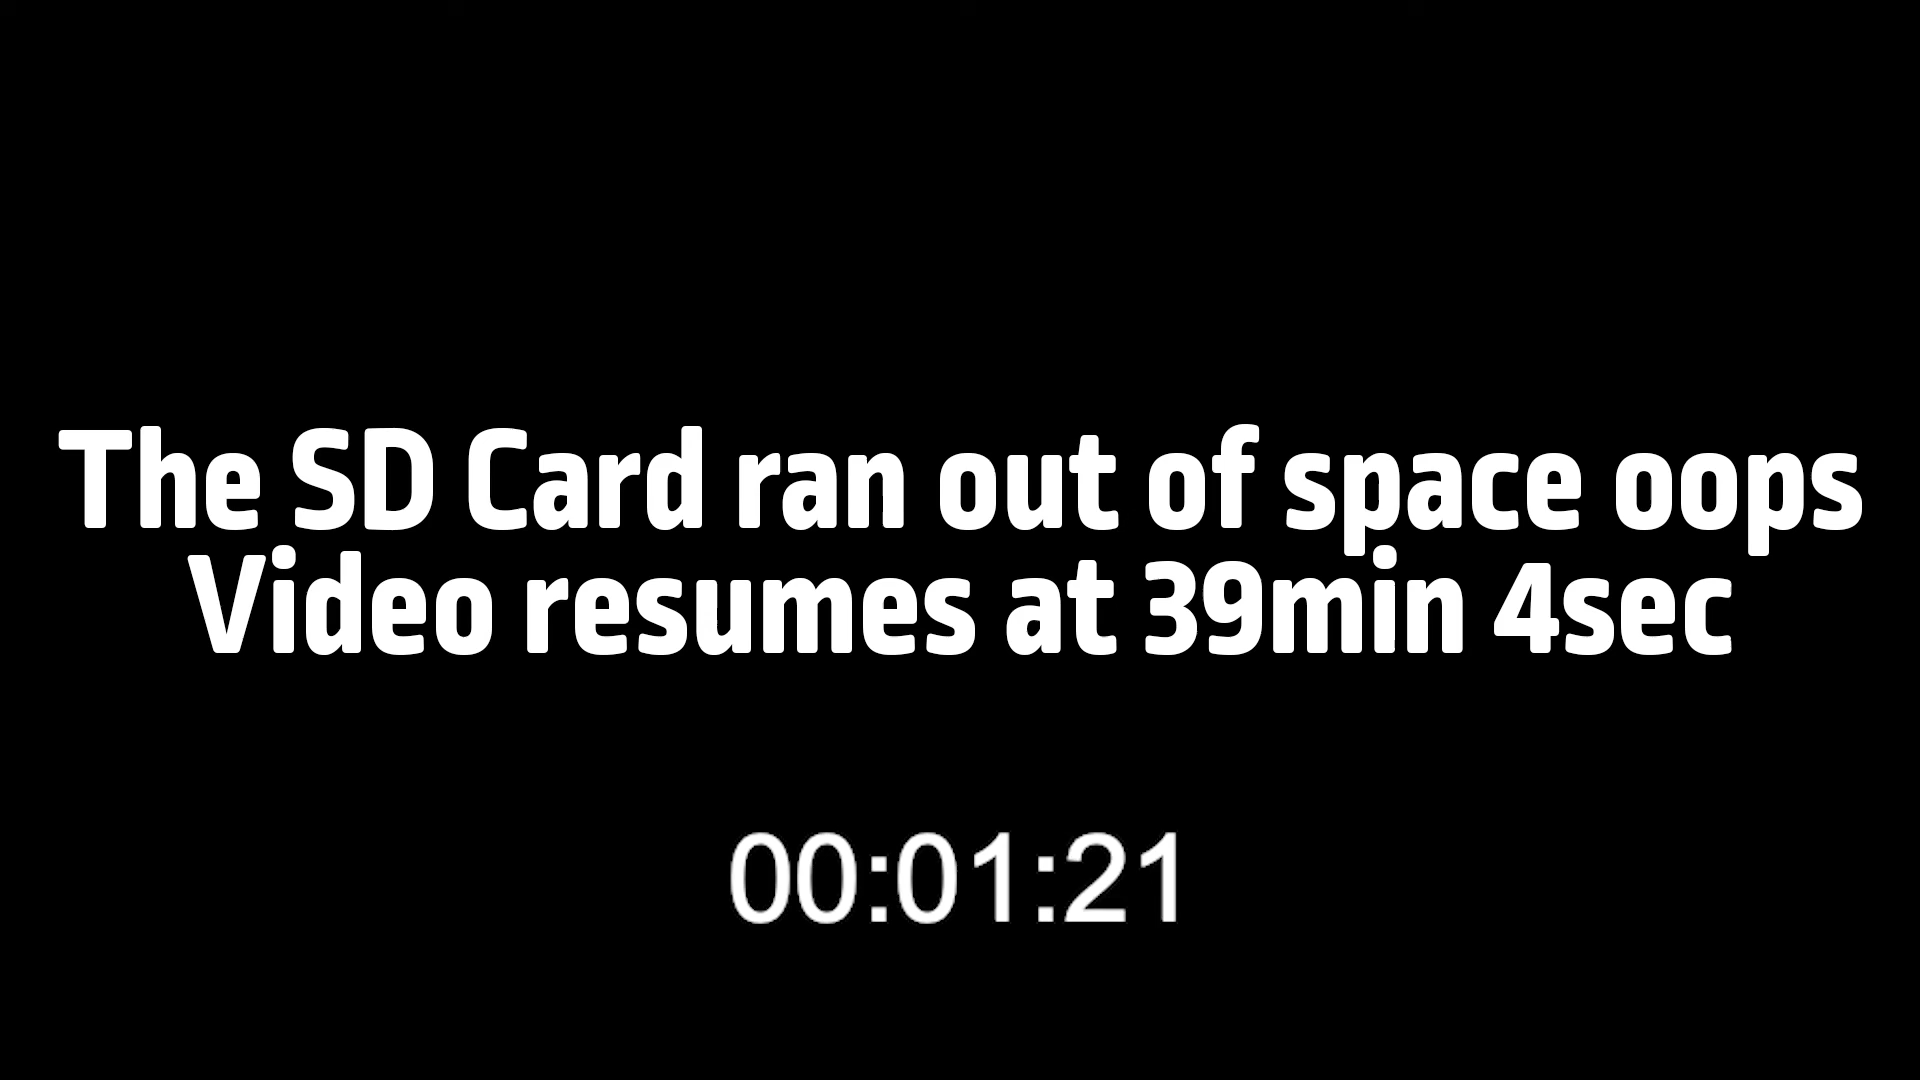 The SD Card ran out of space oops
Video resumes at 39min 4sec
00:01:21